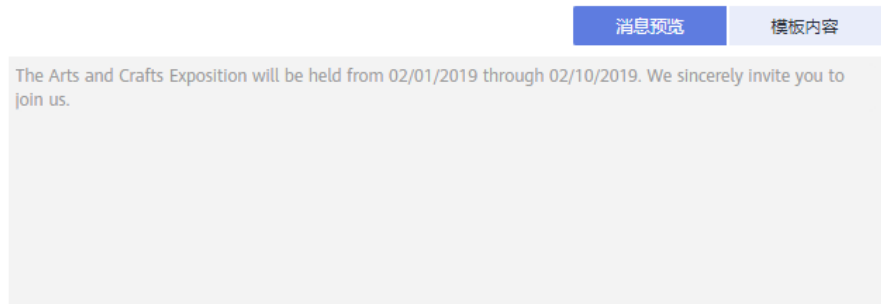 消息预览 模板内容
The Arts and Crafts Exposition will be held from 02/01/2019 through 02/10/2019. We sincerely invite you to
join us.